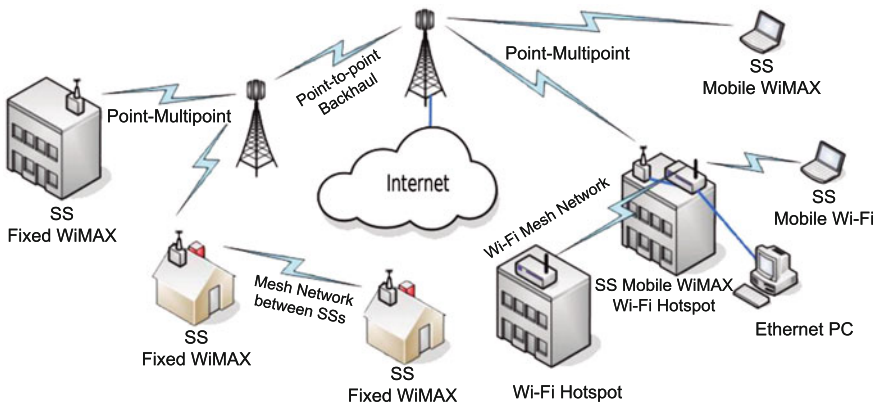 Point-to-point
Backhaul
Point-Multipoint
SS
Mobile WiMAX
Point-Multipoint
SS
Fixed WiMAX
Internet
SS
Mobile Wi-Fi
Wi-Fi Mesh Network
Mesh Network
between SSs
SS Mobile WiMAX
Wi-Fi Hotspot
Ethernet PC
SS
Fixed WiMAX
SS
Fixed WiMAX
Wi-Fi Hotspot